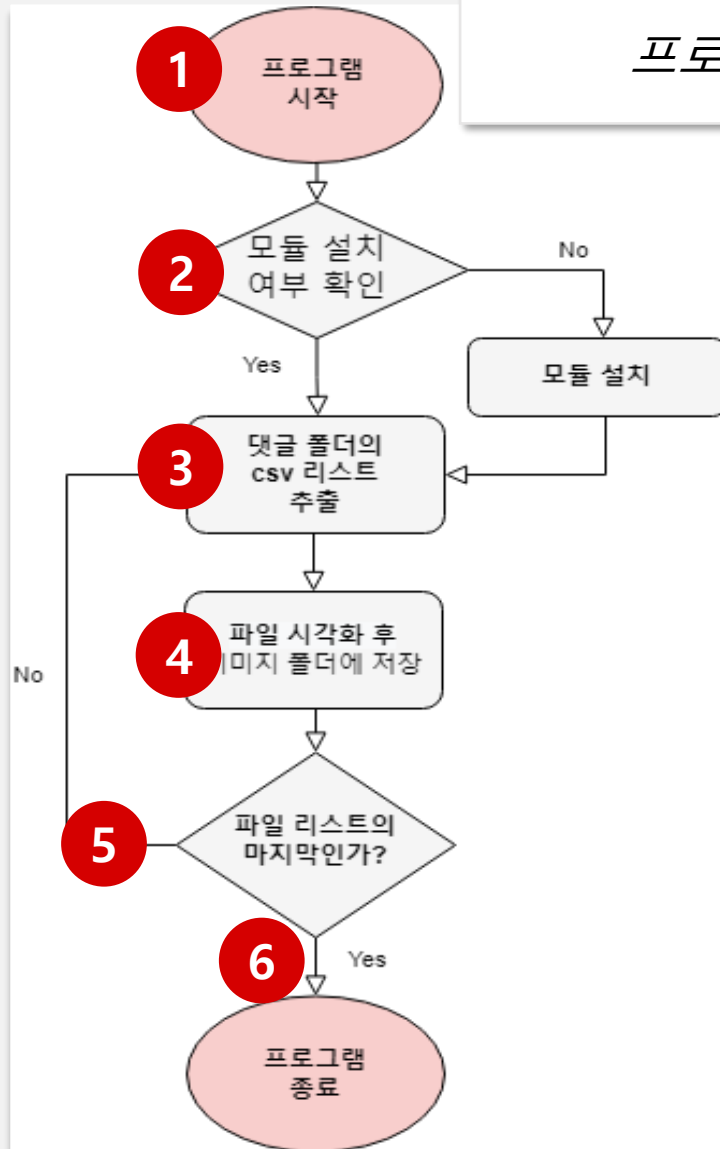 프로
1
프로그램
시작
2
모듈 설치
여부 확인
No
Yes
모듈 설치
3
댓글 폴더의
csv 리스트
추출
4
파일 시각화 후
미지 폴더에 저장
No
5
파일 리스트의
마지막인가?
6
Yes
프로그램
종료